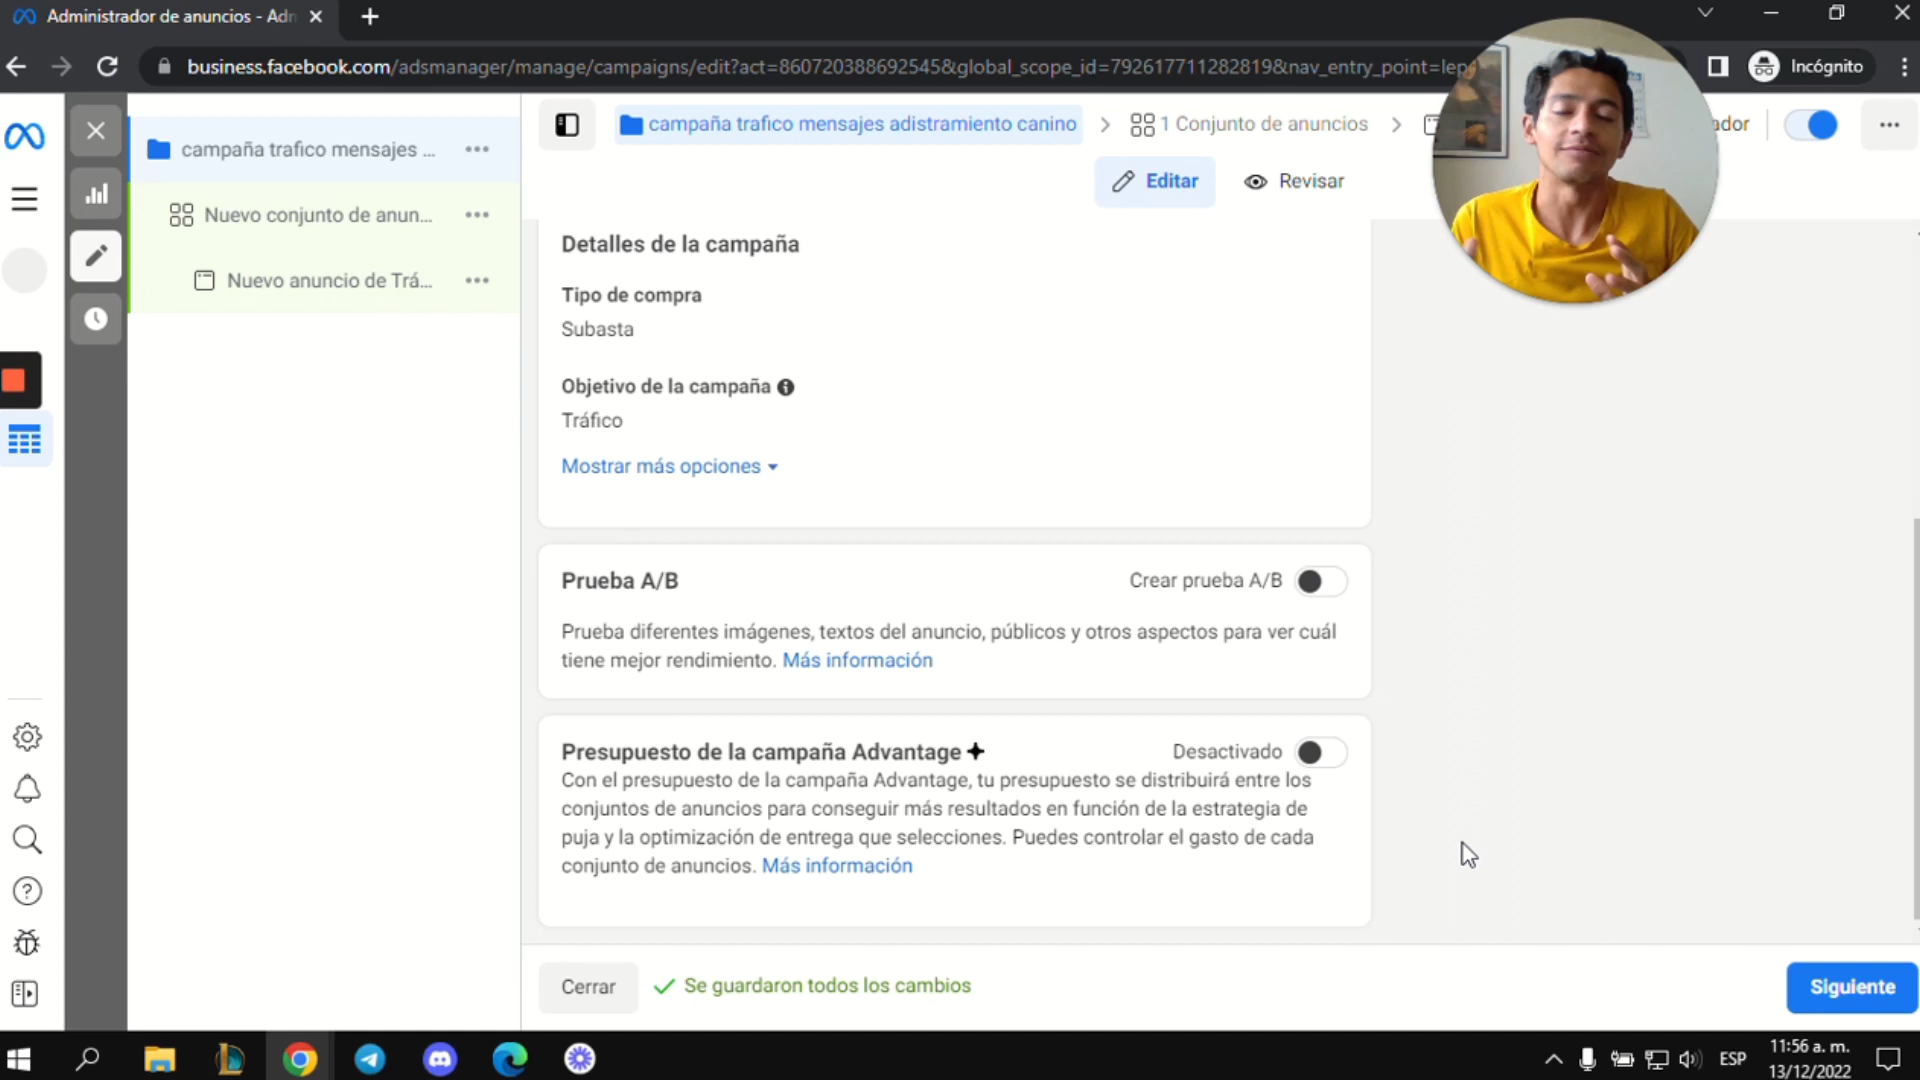 Administrador de anuncios - Adn
business.facebook.com/adsmanager/manage/campaigns/edit?act=860720388692545&global_scope_id=792617711282819&nav_entry_point=lep
Incógnito
campaña trafico mensajes ...
Nuevo conjunto de anun...
Nuevo anuncio de Trá...
campaña trafico mensajes adistramiento canino
1 Conjunto de anuncios
ador
Editar
Revisar
Detalles de la campaña
Tipo de compra
Subasta
Objetivo de la campaña
Tráfico
Mostrar más opciones
Prueba A/B
Crear prueba A/B
Prueba diferentes imágenes, textos del anuncio, públicos y otros aspectos para ver cuál
tiene mejor rendimiento. Más información
Presupuesto de la campaña Advantage
Desactivado
Con el presupuesto de la campaña Advantage, tu presupuesto se distribuirá entre los
conjuntos de anuncios para conseguir más resultados en función de la estrategia de
puja y la optimización de entrega que selecciones. Puedes controlar el gasto de cada
conjunto de anuncios. Más información
Cerrar
Se guardaron todos los cambios
Siguiente
ESP
11:56 a. m.
13/12/2022